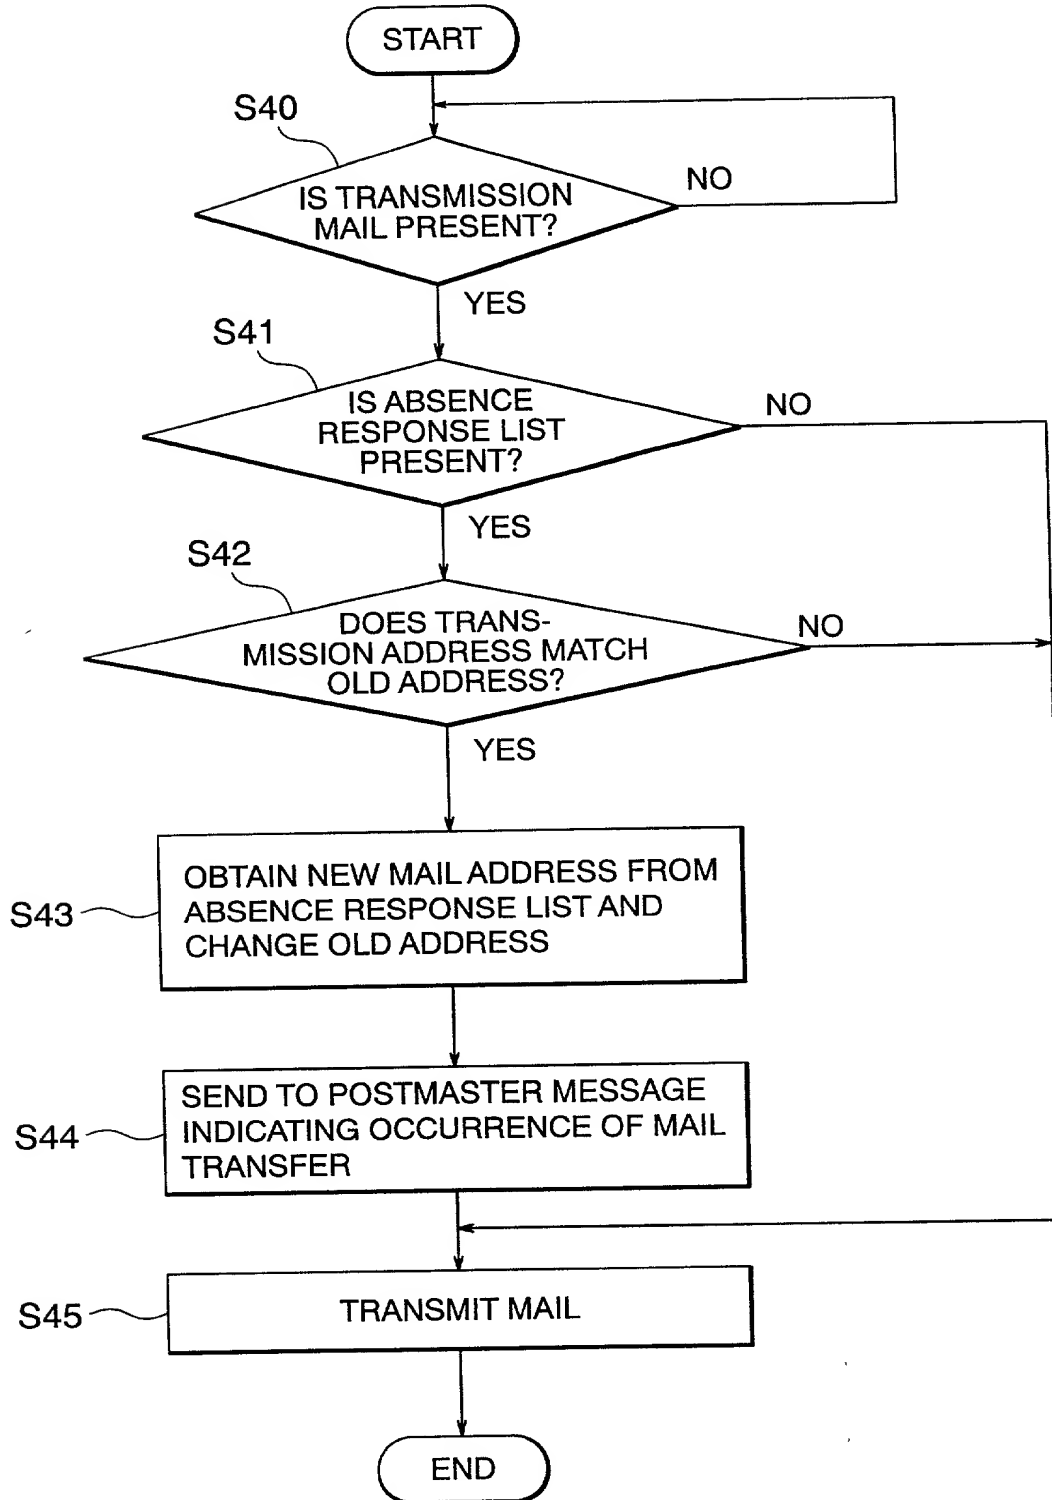 START
S40
IS TRANSMISSION
MAIL PRESENT?
NO
YES
S41
IS ABSENCE
RESPONSE LIST
PRESENT?
NO
YES
S42
DOES TRANS-
MISSION ADDRESS MATCH
OLD ADDRESS?
NO
YES
S43
OBTAIN NEW MAIL ADDRESS FROM
ABSENCE RESPONSE LIST AND
CHANGE OLD ADDRESS
S44
SEND TO POSTMASTER MESSAGE
INDICATING OCCURRENCE OF MAIL
TRANSFER
S45
TRANSMIT MAIL
END